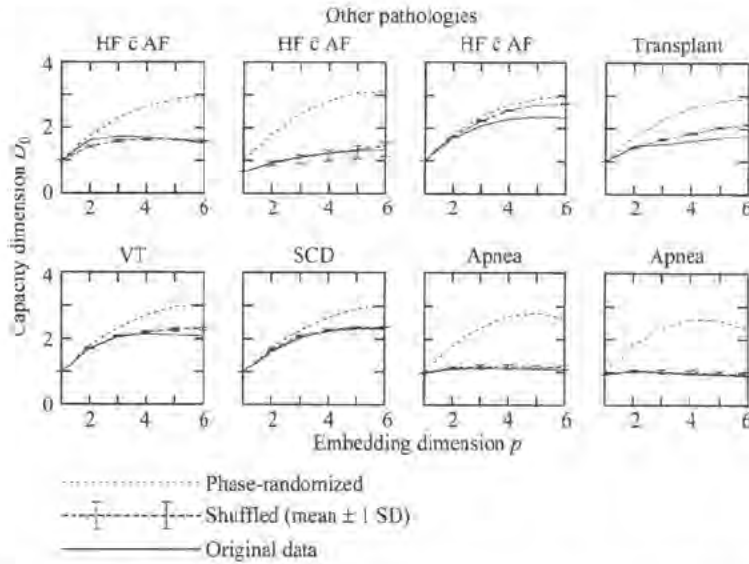 Other pathologies
HF c̄ AF HF c̄ AF HF c̄ AF Transplant
4
2
0
2 4 6 2 4 6 2 4 6 2 4 6
VT SCD Apnea Apnea
4
2
0
2 4 6 2 4 6 2 4 6 2 4 6
Capacity dimension D₀
Embedding dimension p
Phase-randomized
Shuffled (mean ± 1 SD)
Original data